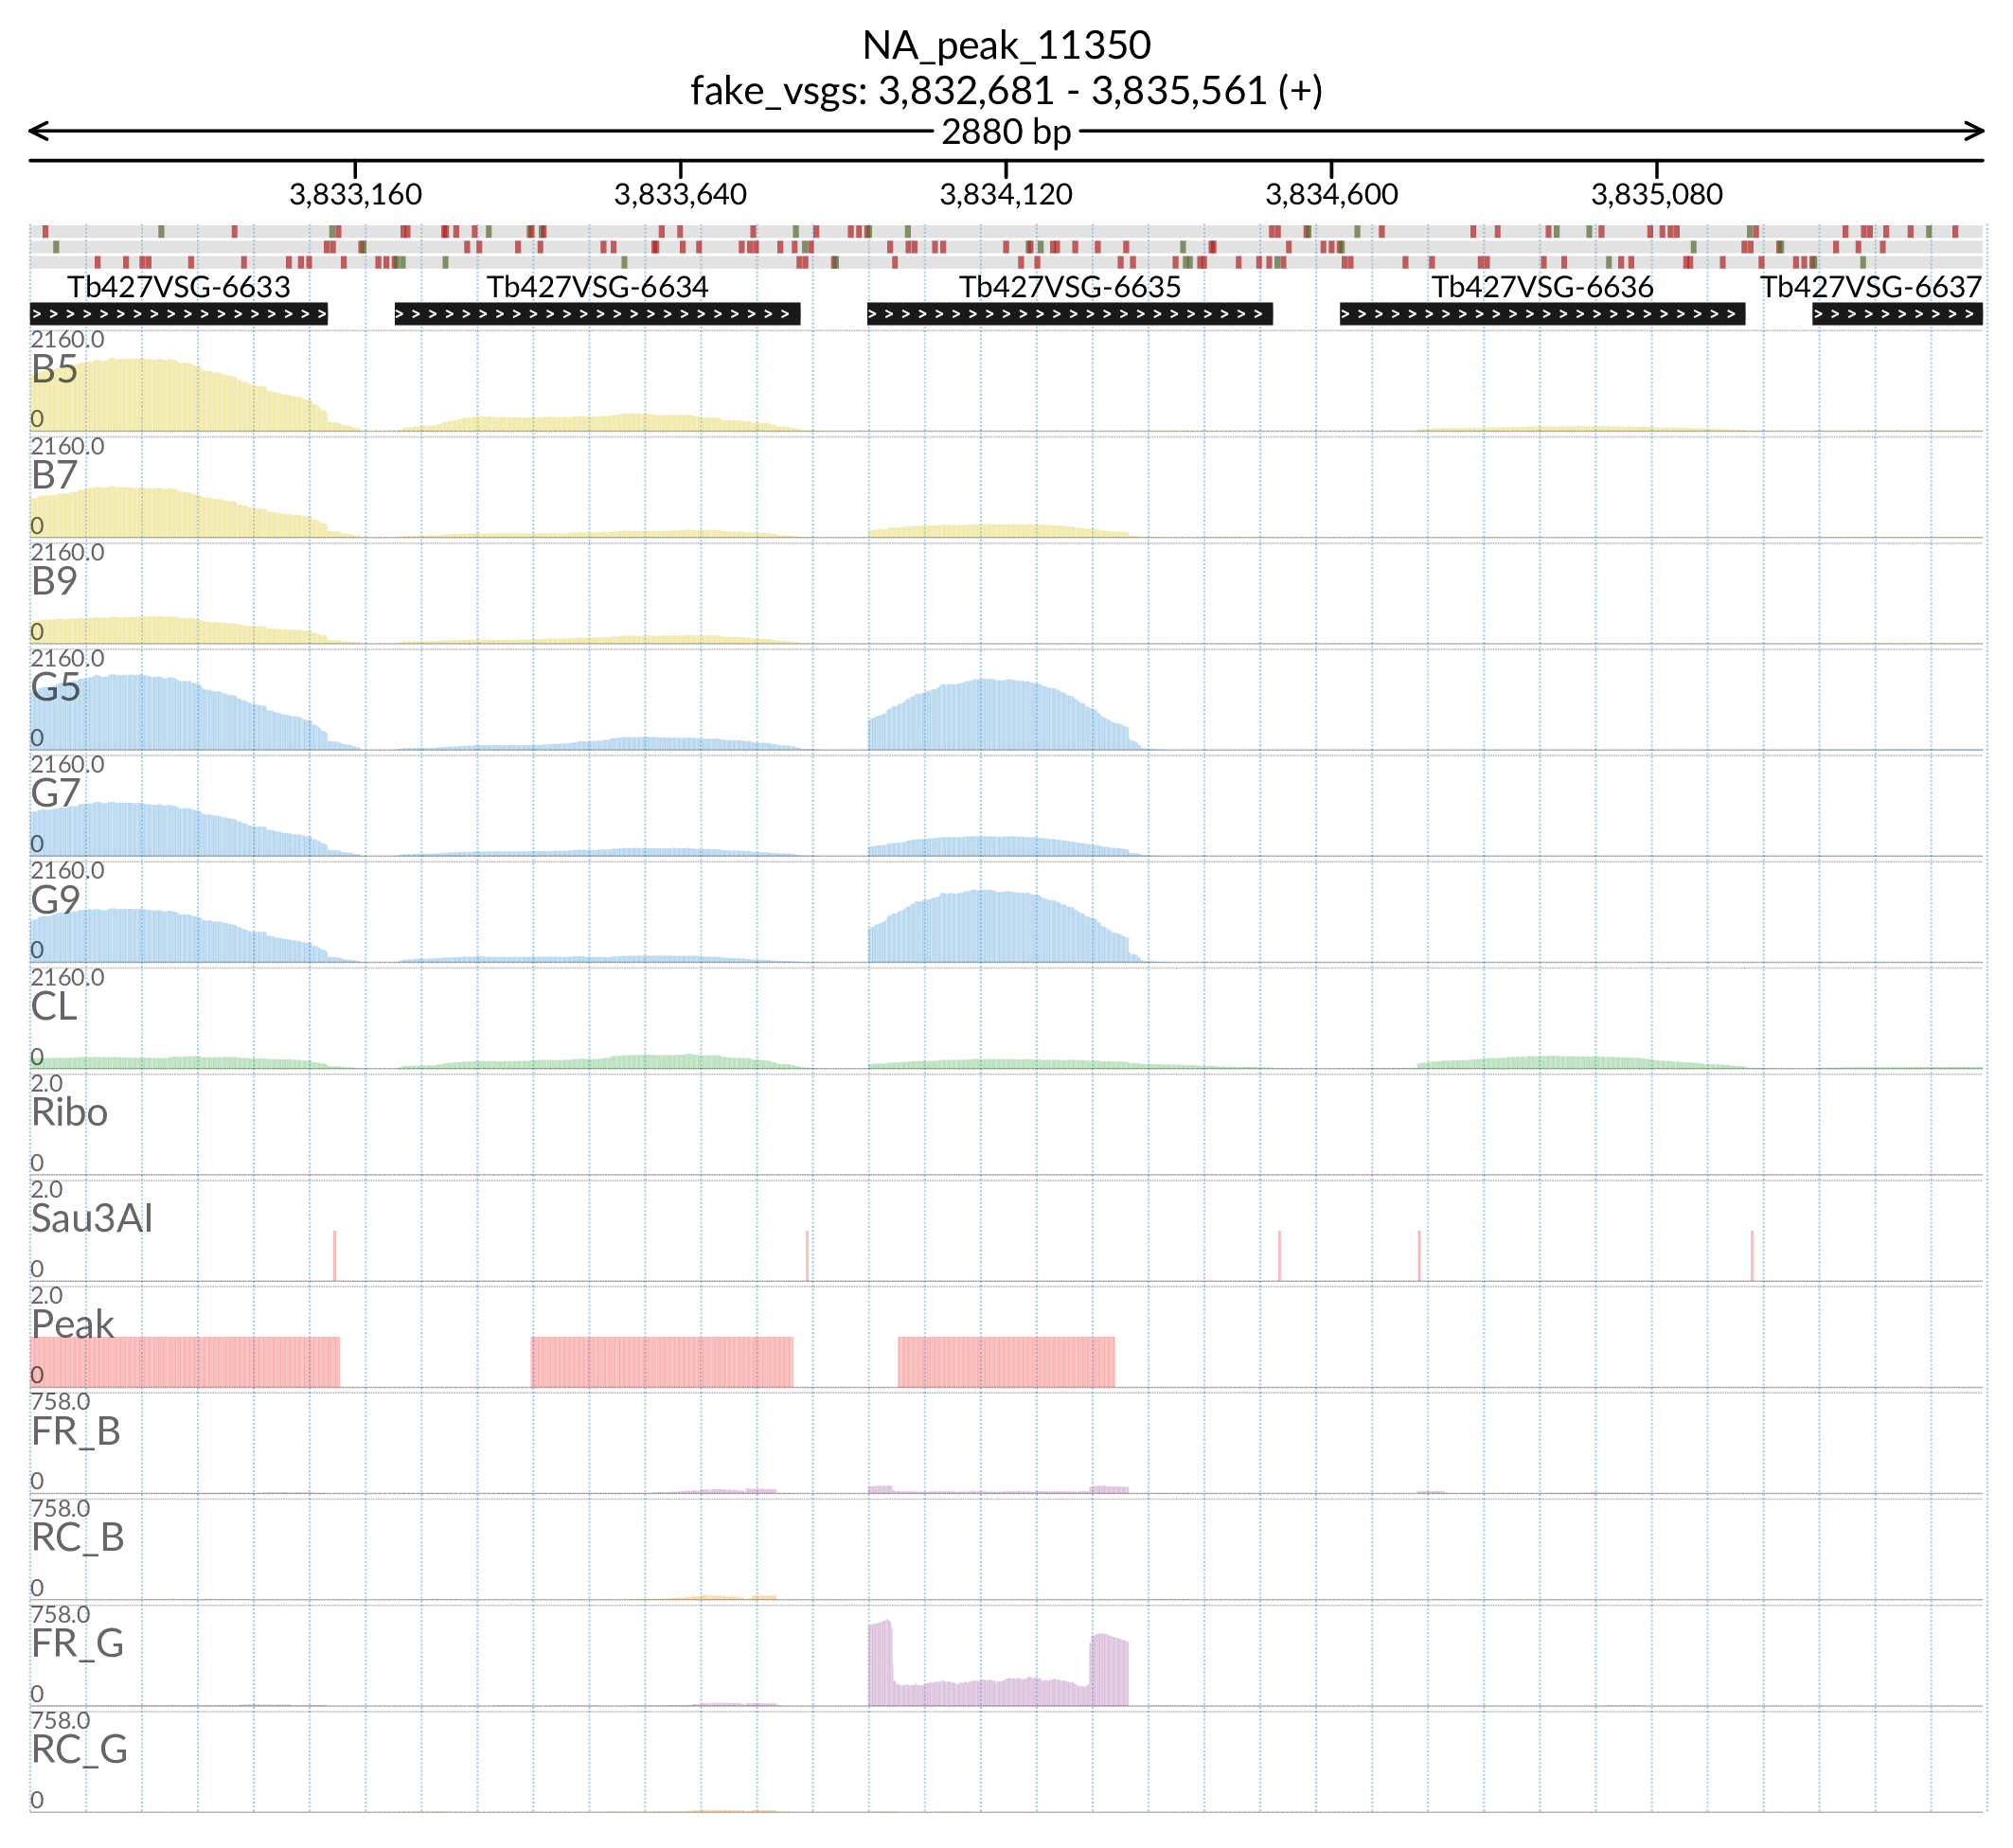 NA_peak_11350
fake_vsgs: 3,832,681 - 3,835,561 (+)
2880 bp
3,833,160 3,833,640 3,834,120 3,834,600 3,835,080
Tb427VSG-6633 Tb427VSG-6634 Tb427VSG-6635 Tb427VSG-6636 Tb427VSG-6637
2160.0
B5
0
2160.0
B7
0
2160.0
B9
0
2160.0
G5
0
2160.0
G7
0
2160.0
G9
0
2160.0
CL
0
2.0
Ribo
0
2.0
Sau3AI
0
2.0
Peak
0
758.0
FR_B
0
758.0
RC_B
0
758.0
FR_G
0
758.0
RC_G
0